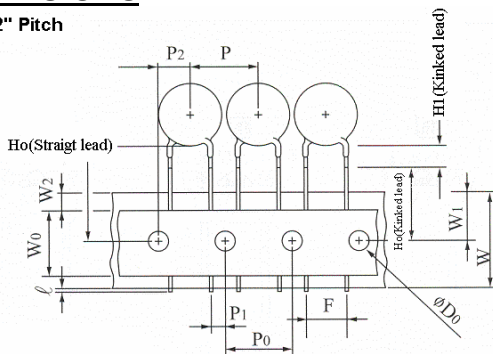 2" Pitch
P2
P
H1(Kinked lead)
Ho(Straigt lead)
W2
W0
Ho(Kinked lead)
W1
W
ℓ
P1
P0
F
øD0